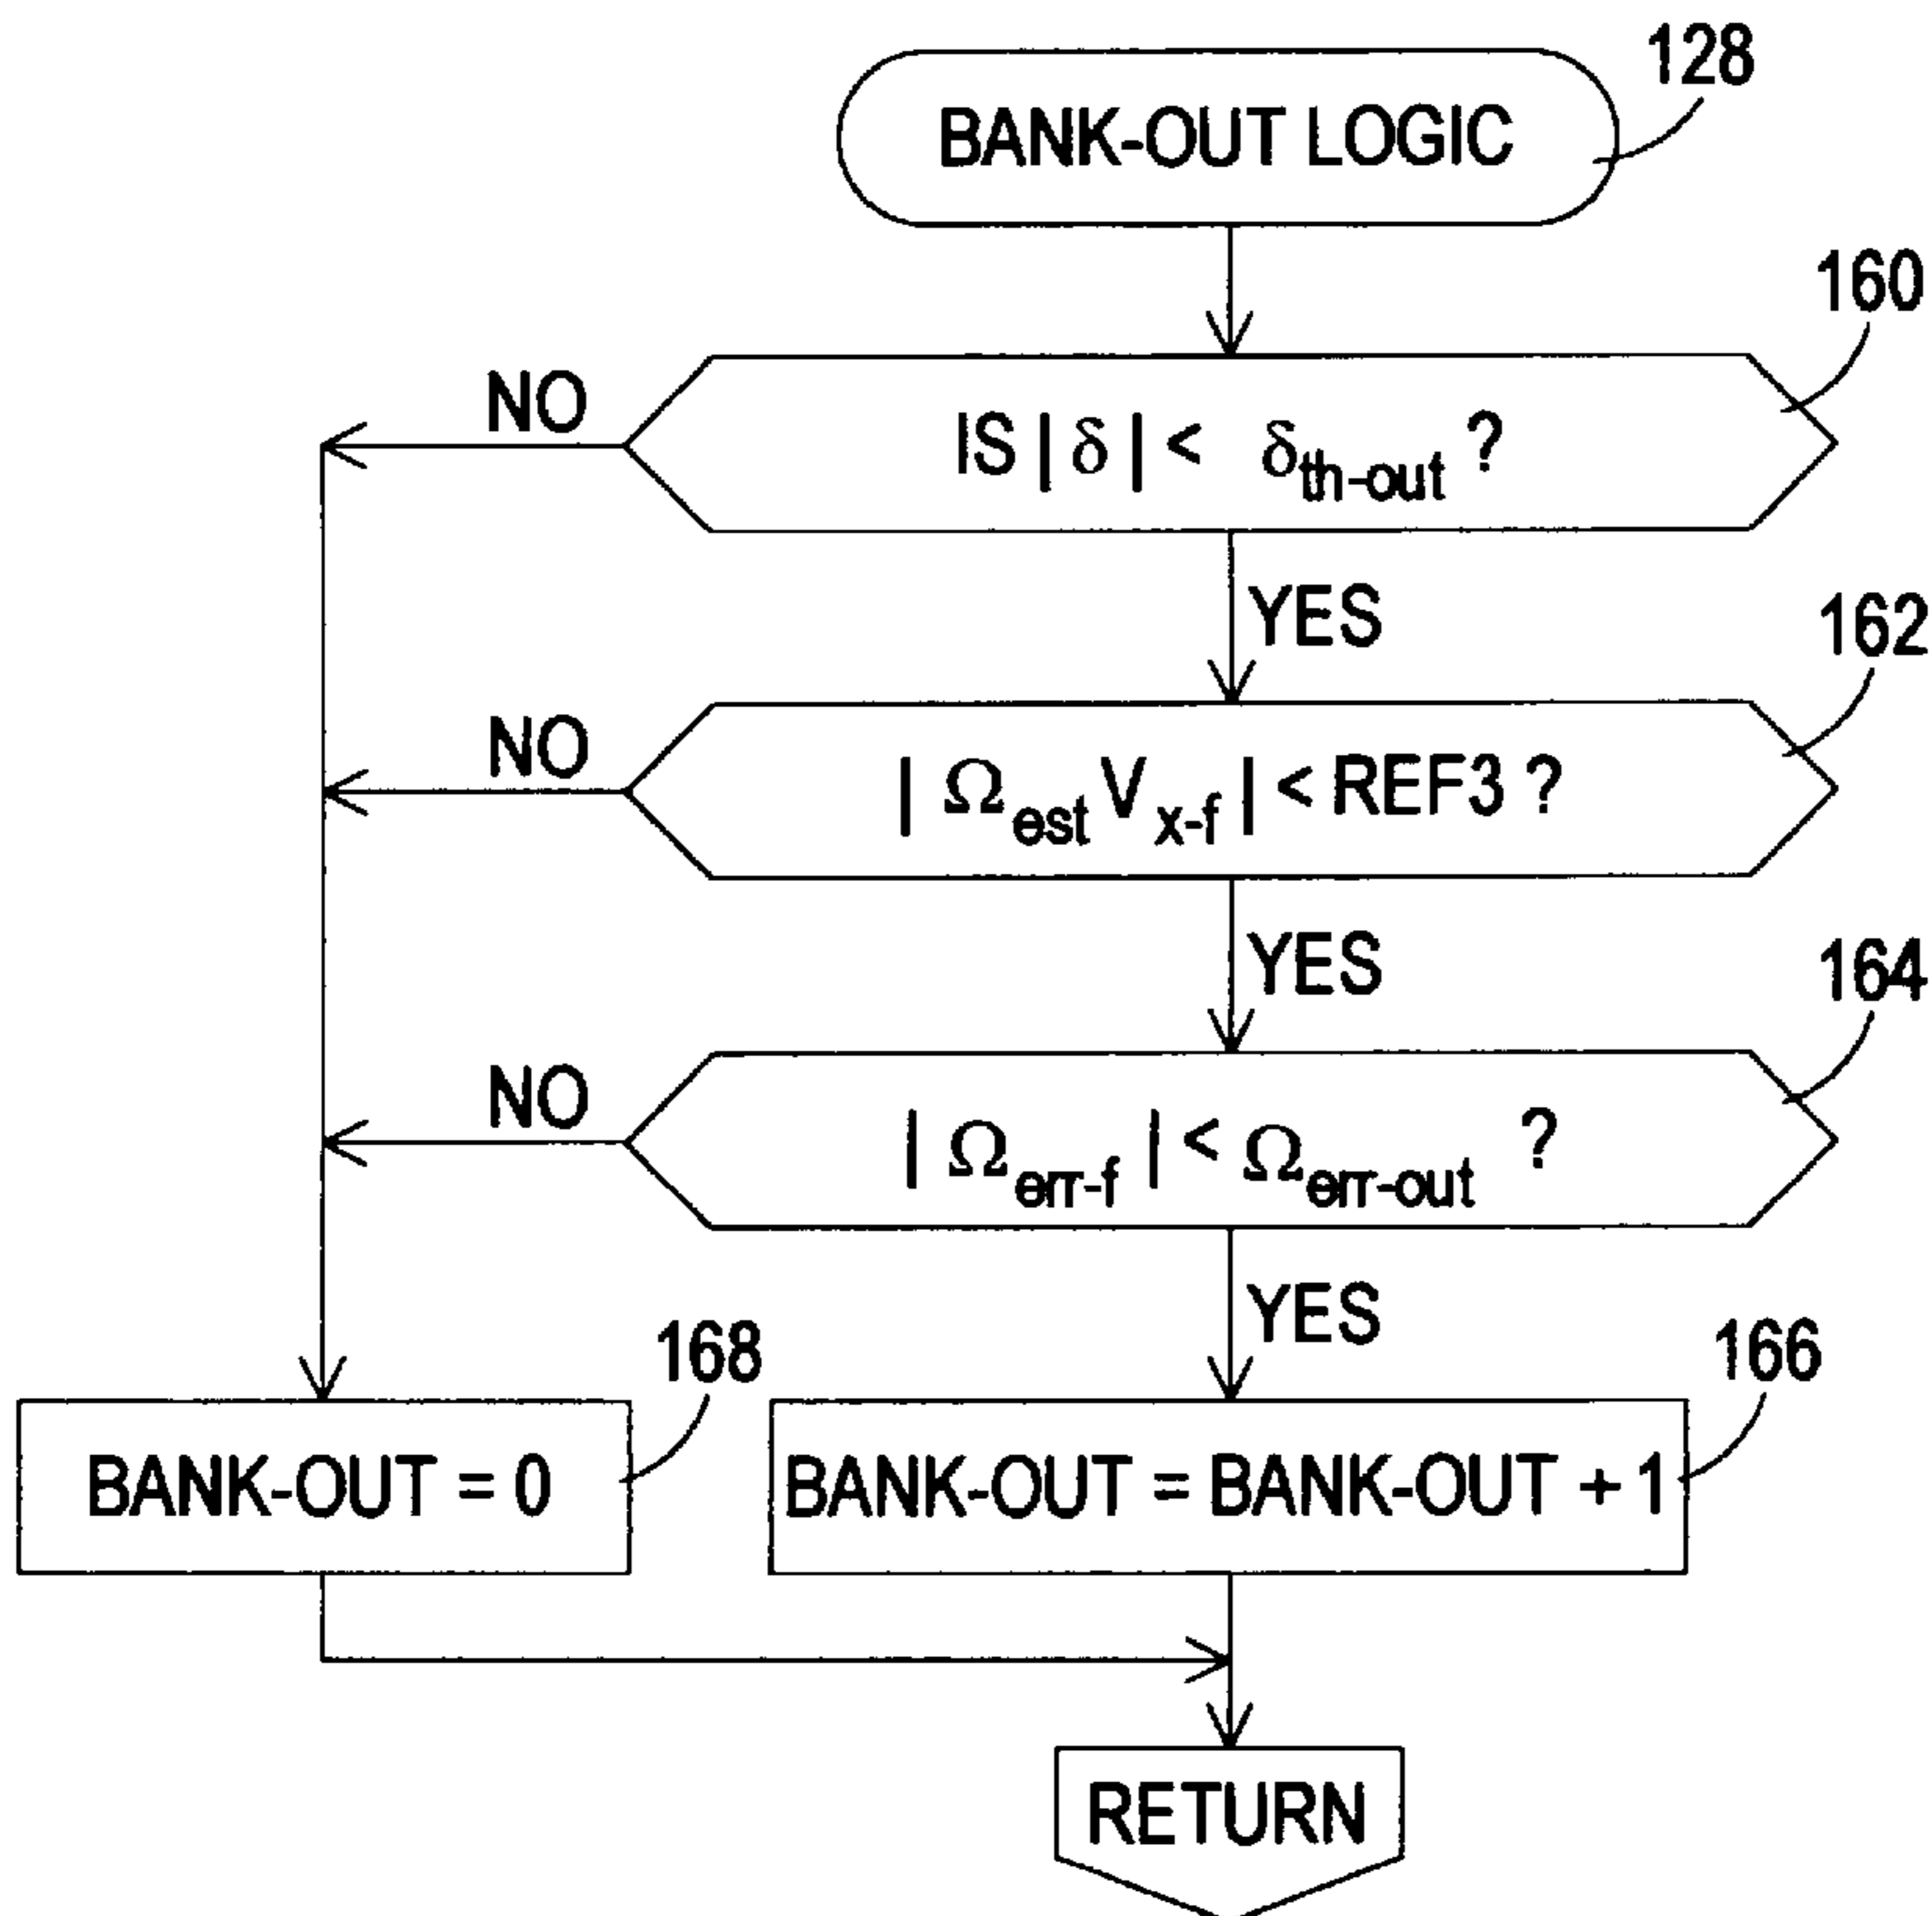 128
BANK-OUT LOGIC
160
NO
IS | δ | < δth-out ?
YES
162
NO
| Ωest Vx-f | < REF3 ?
YES
164
NO
| Ωerr-f | < Ωerr-out ?
YES
168
166
BANK-OUT = 0
BANK-OUT = BANK-OUT + 1
RETURN